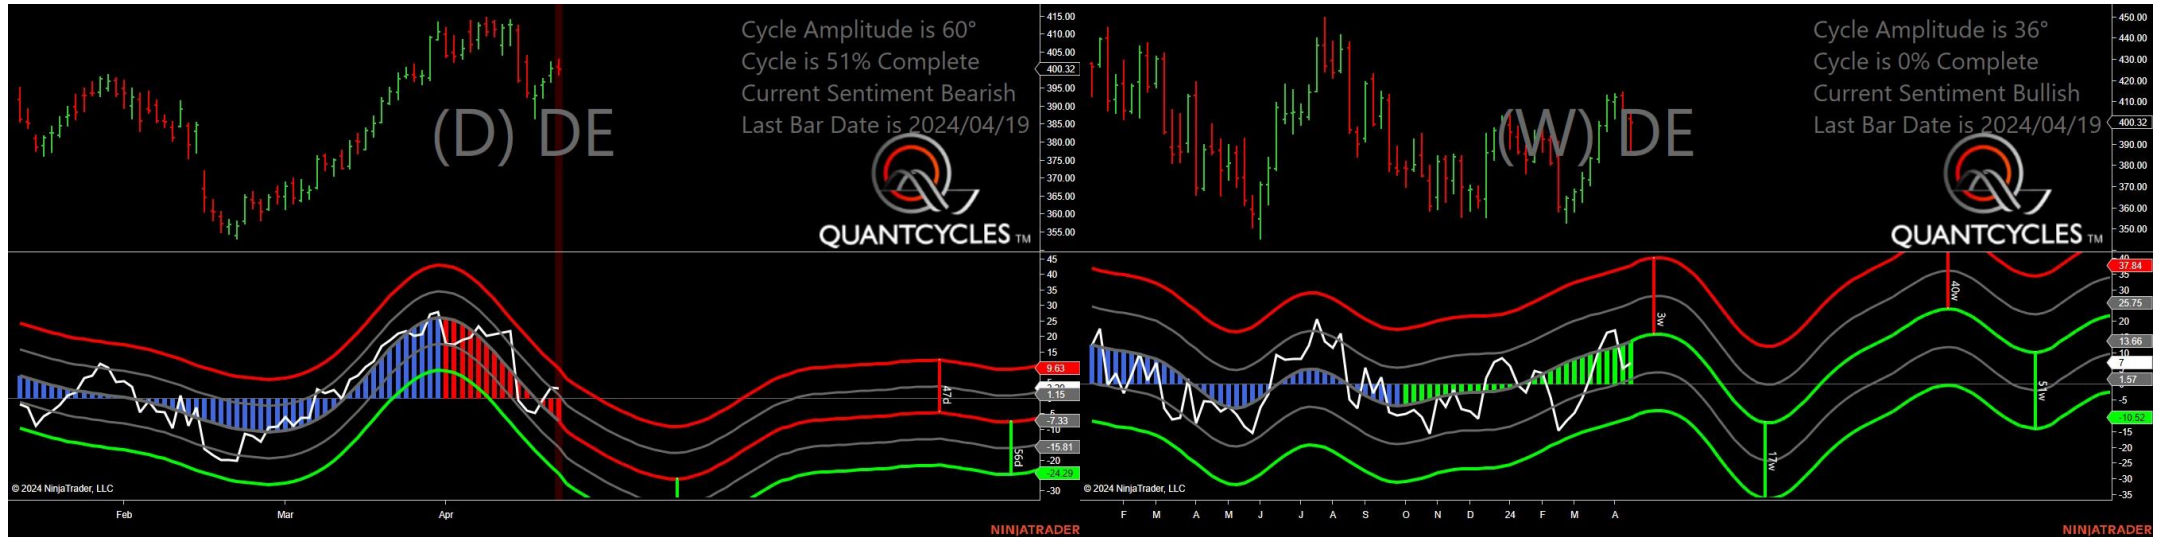 Cycle Amplitude is 60°
Cycle is 51% Complete
Current Sentiment Bearish
Last Bar Date is 2024/04/19
(D) DE
QUANTCYCLES TM
415.00
410.00
405.00
400.32
395.00
390.00
385.00
380.00
375.00
370.00
365.00
360.00
355.00
45
40
35
30
25
20
15
9.63
1.15
-7.33
-10
-15.81
-20
-24.29
-30
47d
56d
© 2024 NinjaTrader, LLC
Feb Mar Apr
NINJATRADER
Cycle Amplitude is 36°
Cycle is 0% Complete
Current Sentiment Bullish
Last Bar Date is 2024/04/19
(W) DE
QUANTCYCLES TM
450.00
440.00
430.00
420.00
410.00
400.32
390.00
380.00
370.00
360.00
350.00
37.84
35
30
25.75
20
13.66
10
7
1.57
-5
-10.52
-15
-20
-25
-30
-35
3w
17w
40w
51w
© 2024 NinjaTrader, LLC
F M A M J J A S O N D 24 F M A
NINJATRADER